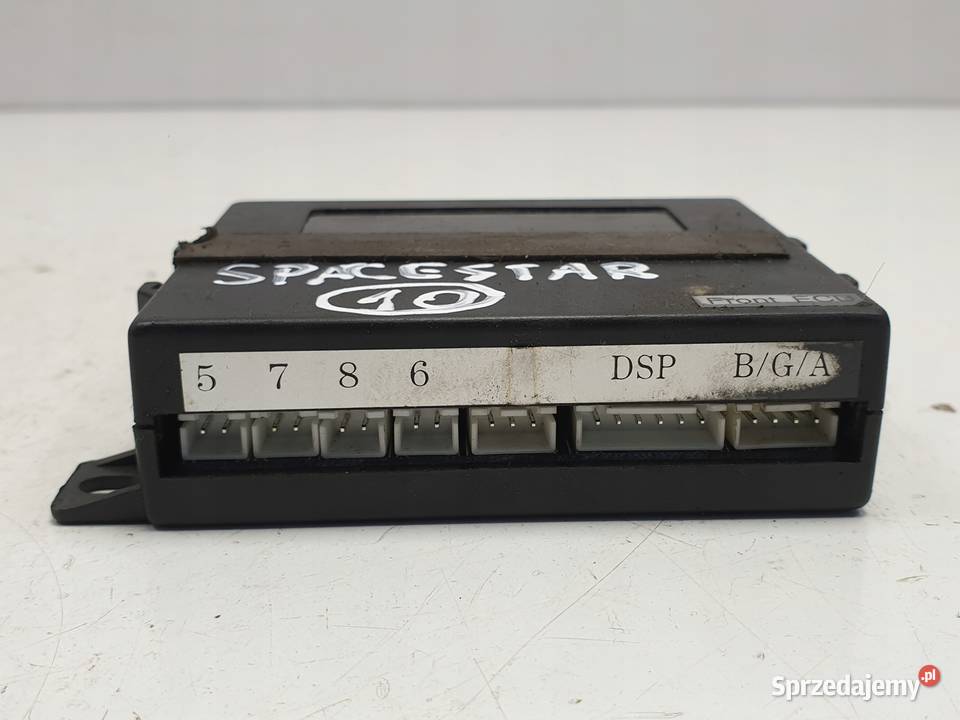 SPACESTAR
10
Front ECU
5 7 8 6 DSP B/G/A
Sprzedajemy.pl